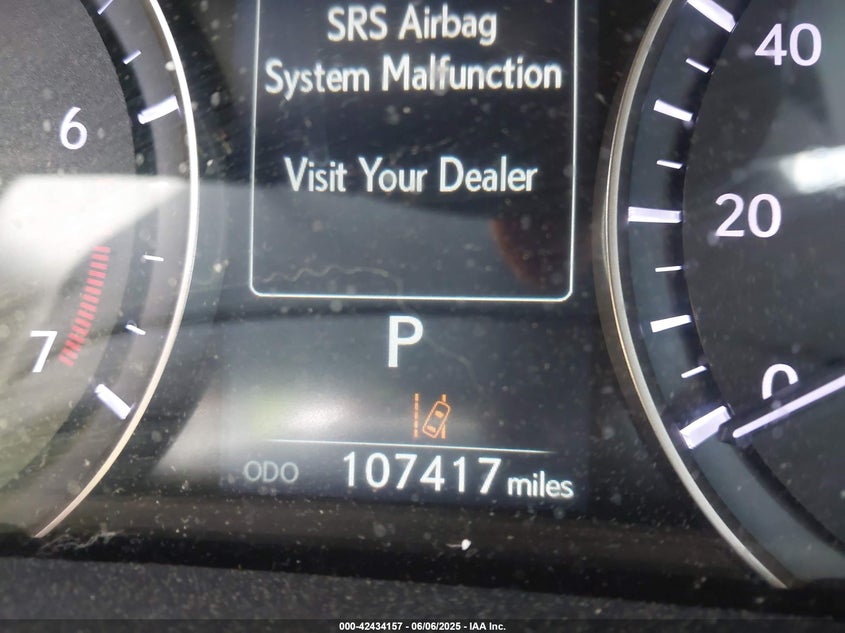 SRS Airbag
System Malfunction
Visit Your Dealer
6
7
40
20
0
P
ODO 107417 miles
000-42434157 - 06/06/2025 - IAA Inc.